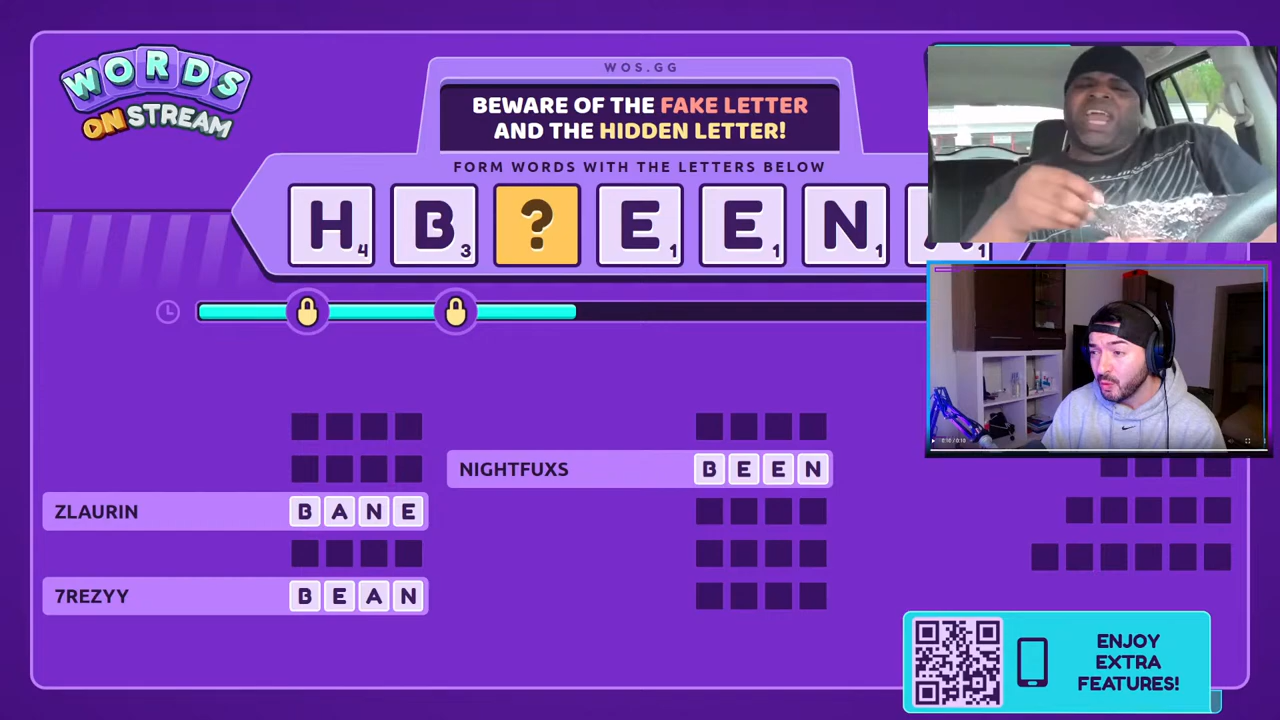 WORDS
ON STREAM
WOS.GG
BEWARE OF THE FAKE LETTER
AND THE HIDDEN LETTER!
FORM WORDS WITH THE LETTERS BELOW
H4 B3 ? E1 E1 N1 A1
NIGHTFUXS BEEN
ZLAURIN BANE
7REZYY BEAN
ENJOY
EXTRA
FEATURES!